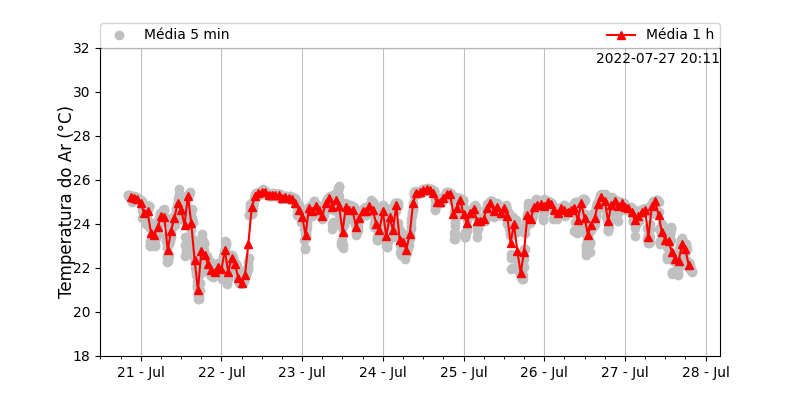 Média 5 min
Média 1 h
2022-07-27 20:11
Temperatura do Ar (°C)
32
30
28
26
24
22
20
18
21 - Jul
22 - Jul
23 - Jul
24 - Jul
25 - Jul
26 - Jul
27 - Jul
28 - Jul